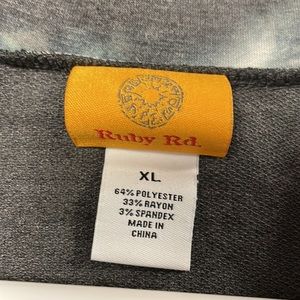 Ruby Rd.
XL
64% POLYESTER
33% RAYON
3% SPANDEX
MADE IN
CHINA